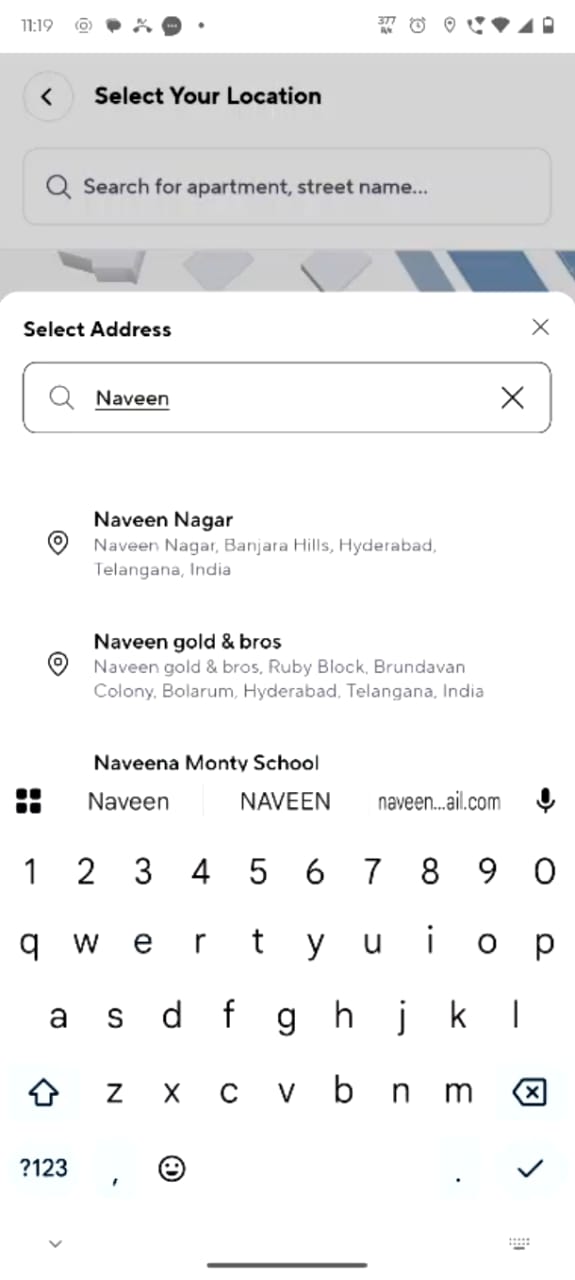 11:19
377
B/s
Select Your Location
Search for apartment, street name...
Select Address
Naveen
Naveen Nagar
Naveen Nagar, Banjara Hills, Hyderabad,
Telangana, India
Naveen gold & bros
Naveen gold & bros, Ruby Block, Brundavan
Colony, Bolarum, Hyderabad, Telangana, India
Naveena Monty School
Naveen NAVEEN naveen...ail.com
1 2 3 4 5 6 7 8 9 0
q w e r t y u i o p
a s d f g h j k l
z x c v b n m
?123 , .